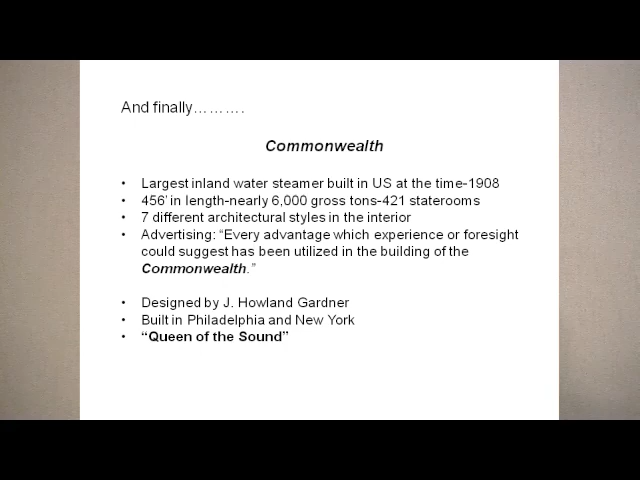 And finally……….
Commonwealth
• Largest inland water steamer built in US at the time-1908
• 456’ in length-nearly 6,000 gross tons-421 staterooms
• 7 different architectural styles in the interior
• Advertising: “Every advantage which experience or foresight
could suggest has been utilized in the building of the
Commonwealth.”
• Designed by J. Howland Gardner
• Built in Philadelphia and New York
• “Queen of the Sound”